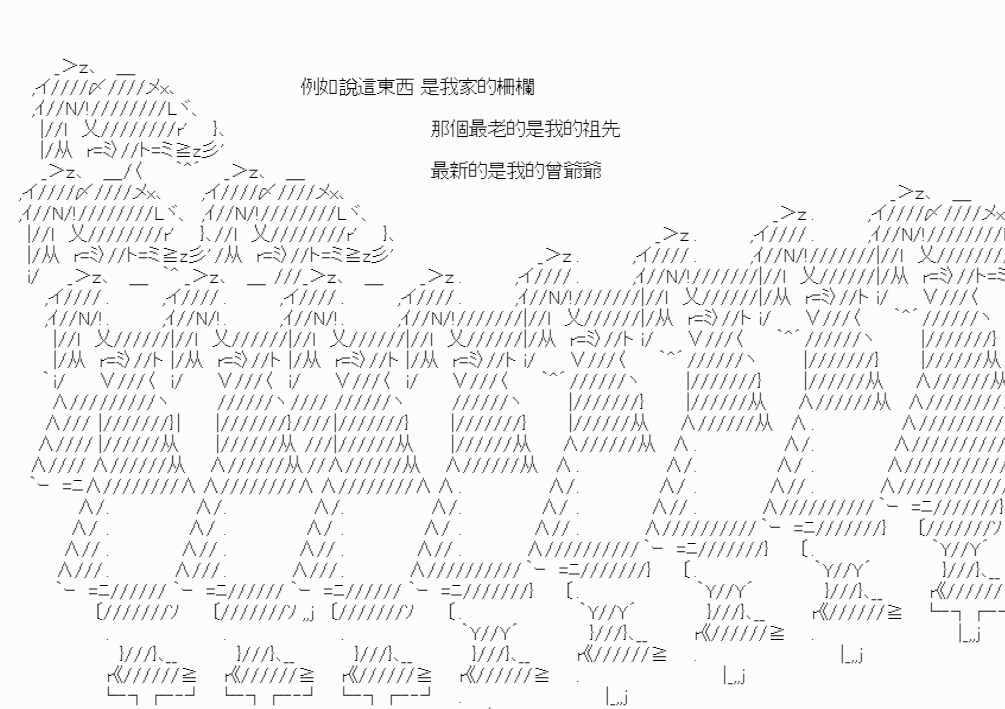 例如說這東西 是我家的柵欄
那個最老的是我的祖先
最新的是我的曾爺爺